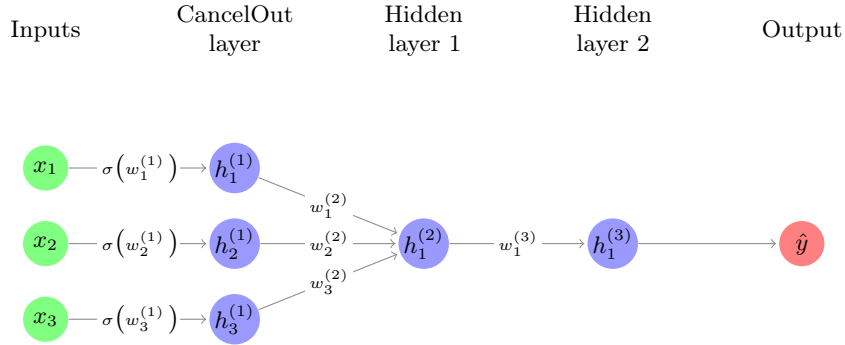 Inputs
CancelOut
layer
Hidden
layer 1
Hidden
layer 2
Output
x₁ σ(w₁⁽¹⁾) h₁⁽¹⁾
w₁⁽²⁾
x₂ σ(w₂⁽¹⁾) h₂⁽¹⁾ w₂⁽²⁾ h₁⁽²⁾ w₁⁽³⁾ h₁⁽³⁾ ŷ
w₃⁽²⁾
x₃ σ(w₃⁽¹⁾) h₃⁽¹⁾